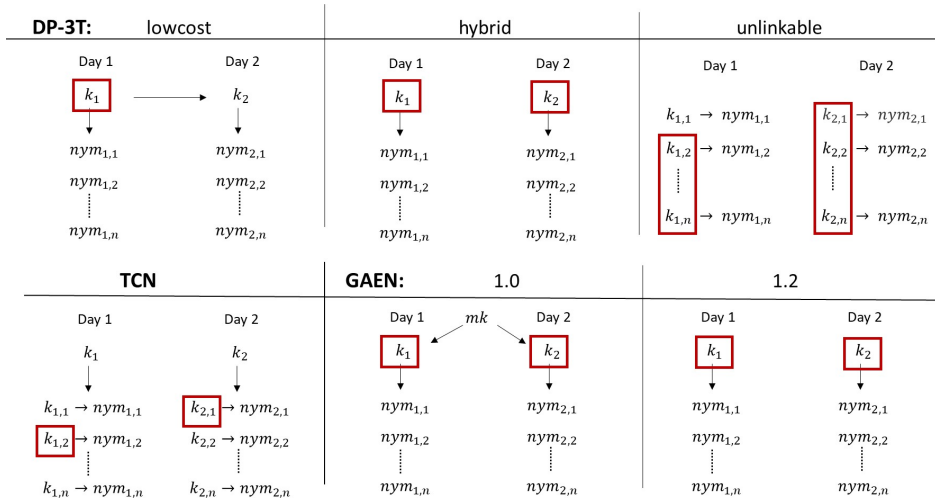 DP-3T: lowcost hybrid unlinkable
Day 1 Day 2 Day 1 Day 2 Day 1 Day 2
k₁ → k₂ k₁ k₂ k₁,₁ → nym₁,₁ k₂,₁ → nym₂,₁
nym₁,₁ nym₂,₁ nym₁,₁ nym₂,₁ k₁,₂ → nym₁,₂ k₂,₂ → nym₂,₂
nym₁,₂ nym₂,₂ nym₁,₂ nym₂,₂
nym₁,ₙ nym₂,ₙ nym₁,ₙ nym₂,ₙ k₁,ₙ → nym₁,ₙ k₂,ₙ → nym₂,ₙ
TCN GAEN: 1.0 1.2
Day 1 Day 2 Day 1 mk Day 2 Day 1 Day 2
k₁ k₂ k₁ k₂ k₁ k₂
k₁,₁ → nym₁,₁ k₂,₁ → nym₂,₁ nym₁,₁ nym₂,₁ nym₁,₁ nym₂,₁
k₁,₂ → nym₁,₂ k₂,₂ → nym₂,₂ nym₁,₂ nym₂,₂ nym₁,₂ nym₂,₂
k₁,ₙ → nym₁,ₙ k₂,ₙ → nym₂,ₙ nym₁,ₙ nym₂,ₙ nym₁,ₙ nym₂,ₙ